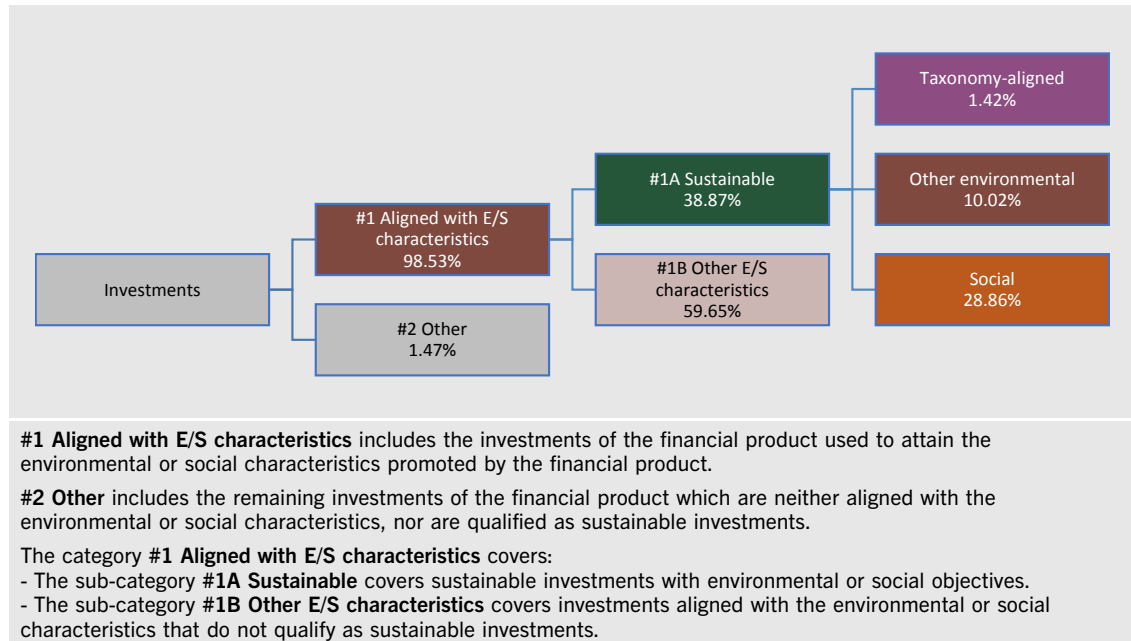 Investments
#1 Aligned with E/S
characteristics
98.53%
#2 Other
1.47%
#1A Sustainable
38.87%
#1B Other E/S
characteristics
59.65%
Taxonomy-aligned
1.42%
Other environmental
10.02%
Social
28.86%
#1 Aligned with E/S characteristics includes the investments of the financial product used to attain the
environmental or social characteristics promoted by the financial product.
#2 Other includes the remaining investments of the financial product which are neither aligned with the
environmental or social characteristics, nor are qualified as sustainable investments.
The category #1 Aligned with E/S characteristics covers:
- The sub-category #1A Sustainable covers sustainable investments with environmental or social objectives.
- The sub-category #1B Other E/S characteristics covers investments aligned with the environmental or social
characteristics that do not qualify as sustainable investments.